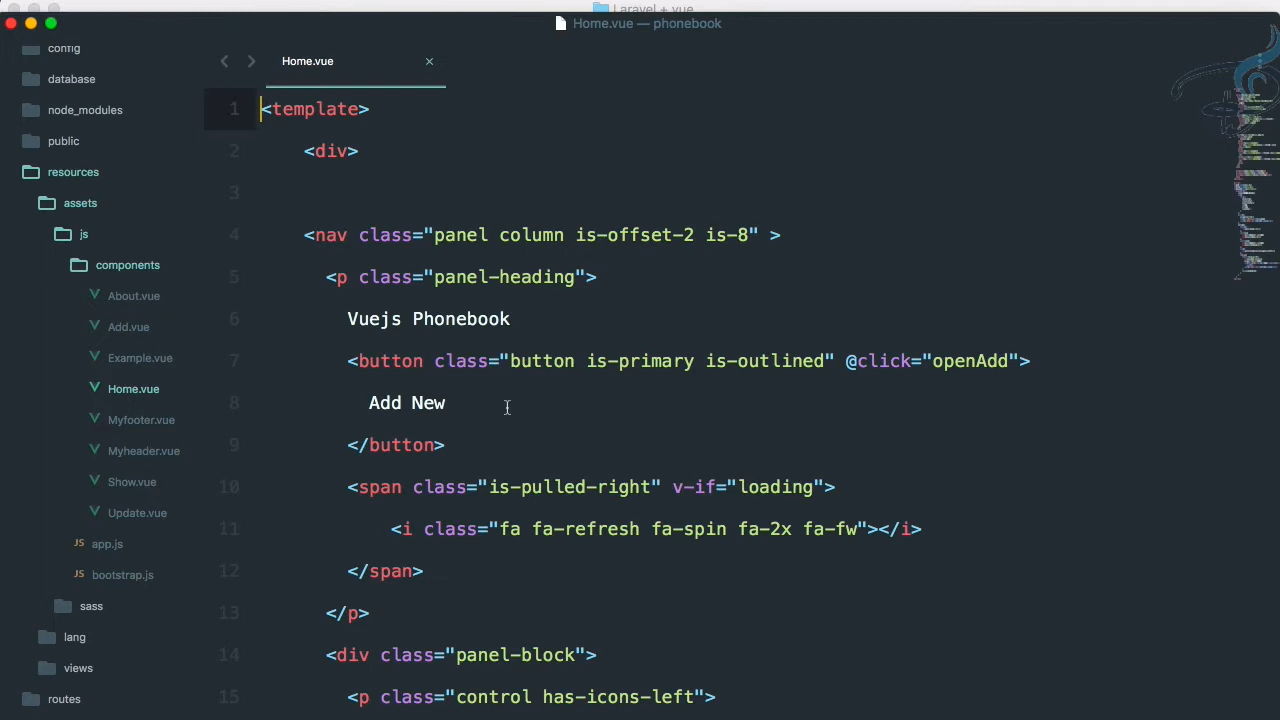 Laravel + vue
Home.vue — phonebook
config
database
node_modules
public
resources
assets
js
components
About.vue
Add.vue
Example.vue
Home.vue
Myfooter.vue
Myheader.vue
Show.vue
Update.vue
JS app.js
JS bootstrap.js
sass
lang
views
routes
Home.vue ×
1 <template>
2 <div>
3
4 <nav class="panel column is-offset-2 is-8" >
5 <p class="panel-heading">
6 Vuejs Phonebook
7 <button class="button is-primary is-outlined" @click="openAdd">
8 Add New
9 </button>
10 <span class="is-pulled-right" v-if="loading">
11 <i class="fa fa-refresh fa-spin fa-2x fa-fw"></i>
12 </span>
13 </p>
14 <div class="panel-block">
15 <p class="control has-icons-left">